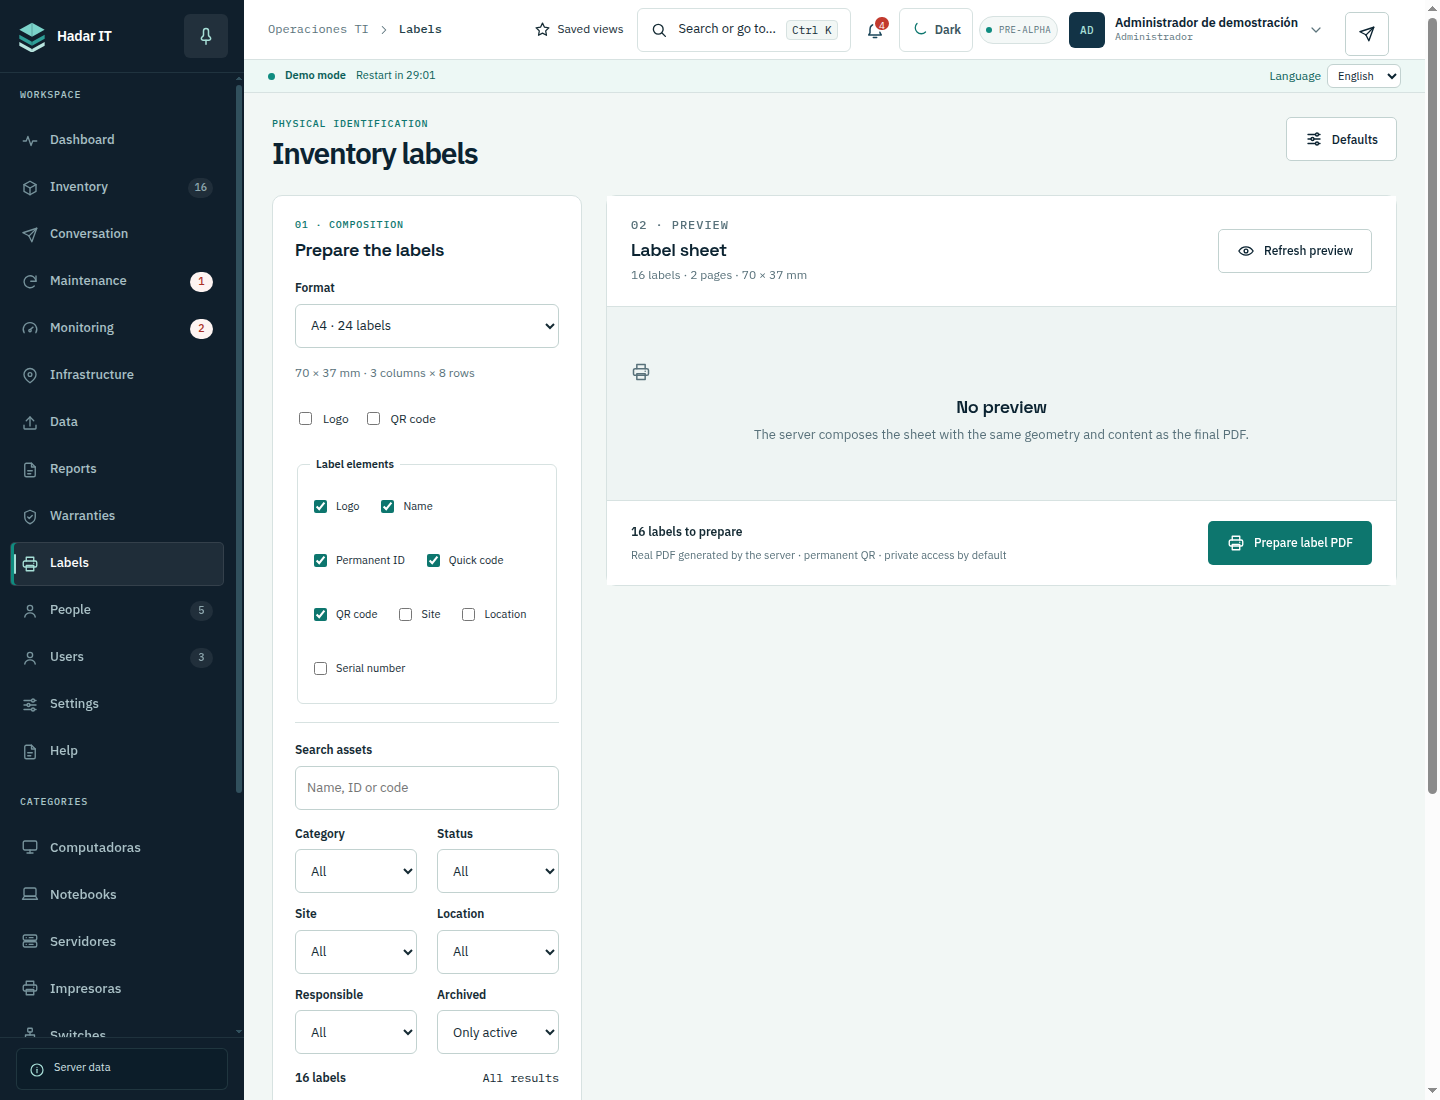 Hadar IT
WORKSPACE
Dashboard
Inventory 16
Conversation
Maintenance 1
Monitoring 2
Infrastructure
Data
Reports
Warranties
Labels
People 5
Users 3
Settings
Help
CATEGORIES
Computadoras
Notebooks
Servidores
Impresoras
Switches
Server data
Operaciones TI > Labels
Saved views
Search or go to... Ctrl K
4
Dark
PRE-ALPHA
AD
Administrador de demostración
Administrador
Demo mode Restart in 29:01
Language English
PHYSICAL IDENTIFICATION
Inventory labels
Defaults
01 · COMPOSITION
Prepare the labels
Format
A4 · 24 labels
70 × 37 mm · 3 columns × 8 rows
Logo QR code
Label elements
Logo Name
Permanent ID Quick code
QR code Site Location
Serial number
Search assets
Name, ID or code
Category Status
All All
Site Location
All All
Responsible Archived
All Only active
16 labels All results
02 · PREVIEW
Label sheet
16 labels · 2 pages · 70 × 37 mm
Refresh preview
No preview
The server composes the sheet with the same geometry and content as the final PDF.
16 labels to prepare
Real PDF generated by the server · permanent QR · private access by default
Prepare label PDF